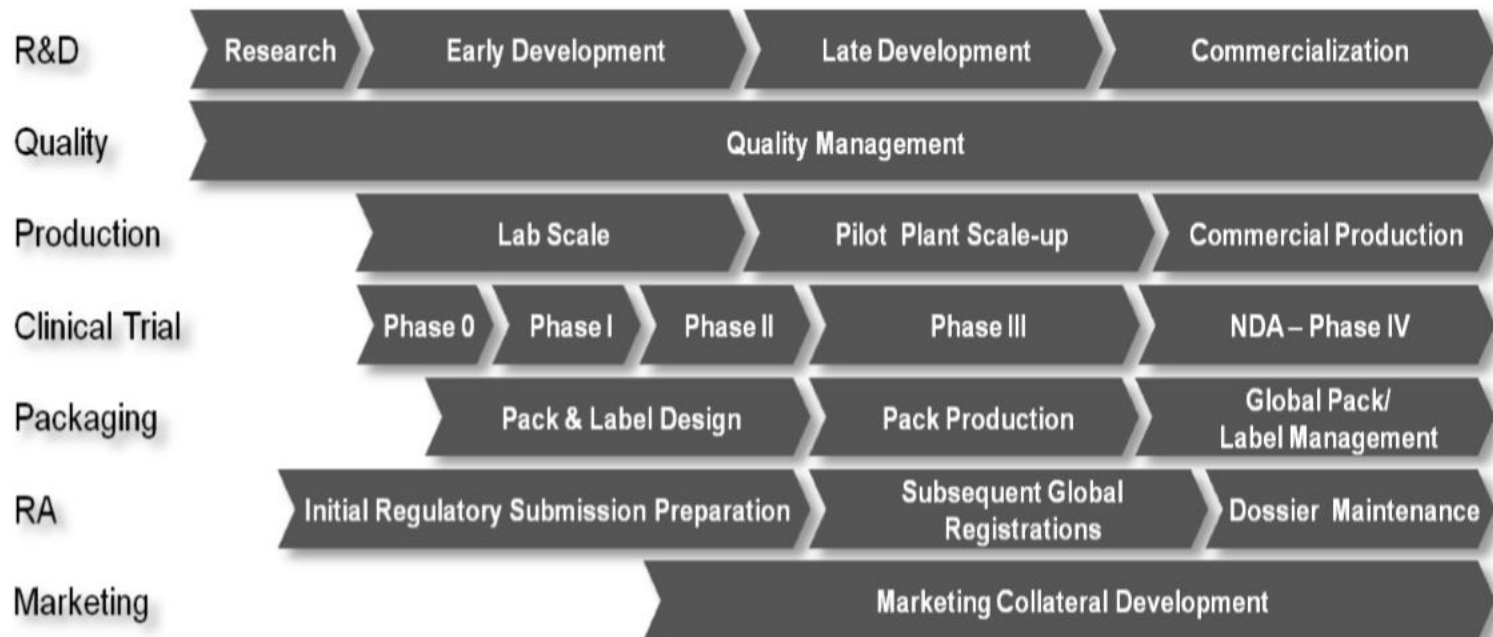 R&D Research Early Development Late Development Commercialization
Quality Quality Management
Production Lab Scale Pilot Plant Scale-up Commercial Production
Clinical Trial Phase 0 Phase I Phase II Phase III NDA – Phase IV
Packaging Pack & Label Design Pack Production Global Pack/
Label Management
RA Initial Regulatory Submission Preparation Subsequent Global
Registrations Dossier Maintenance
Marketing Marketing Collateral Development